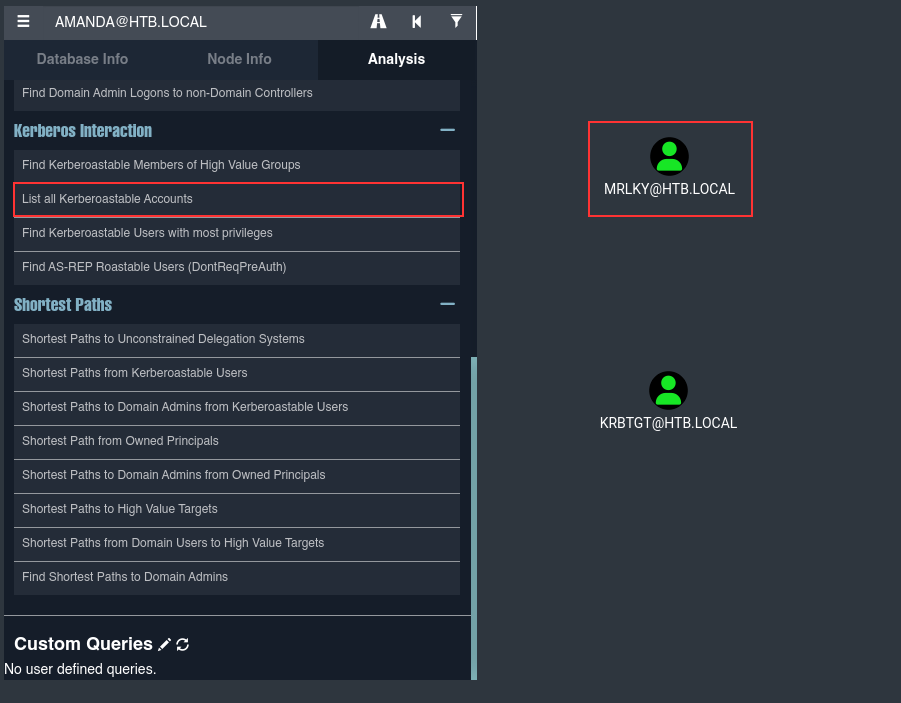 AMANDA@HTB.LOCAL
Database Info Node Info Analysis
Find Domain Admin Logons to non-Domain Controllers
Kerberos Interaction
Find Kerberoastable Members of High Value Groups
List all Kerberoastable Accounts
Find Kerberoastable Users with most privileges
Find AS-REP Roastable Users (DontReqPreAuth)
Shortest Paths
Shortest Paths to Unconstrained Delegation Systems
Shortest Paths from Kerberoastable Users
Shortest Paths to Domain Admins from Kerberoastable Users
Shortest Path from Owned Principals
Shortest Paths to Domain Admins from Owned Principals
Shortest Paths to High Value Targets
Shortest Paths from Domain Users to High Value Targets
Find Shortest Paths to Domain Admins
Custom Queries
No user defined queries.
MRLKY@HTB.LOCAL
KRBTGT@HTB.LOCAL